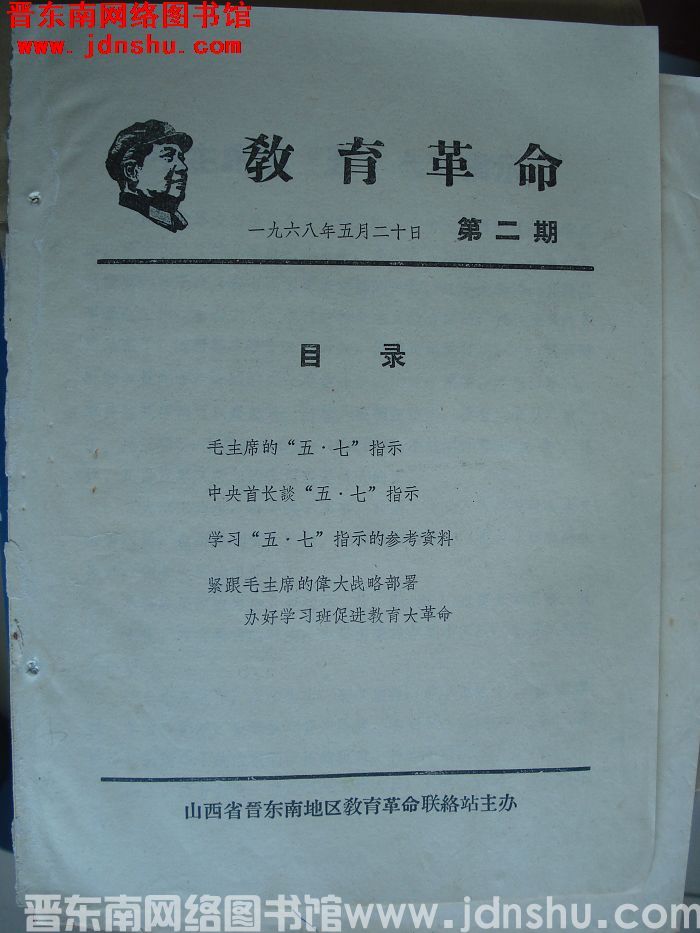 晋东南网络图书馆
www.jdnshu.com
教育革命
一九六八年五月二十日 第二期
目 录
毛主席的“五·七”指示
中央首长談“五·七”指示
学习“五·七”指示的参考資料
紧跟毛主席的偉大战略部署
办好学习班促进教育大革命
山西省晋东南地区教育革命联絡站主办
晋东南网络图书馆www.jdnshu.com